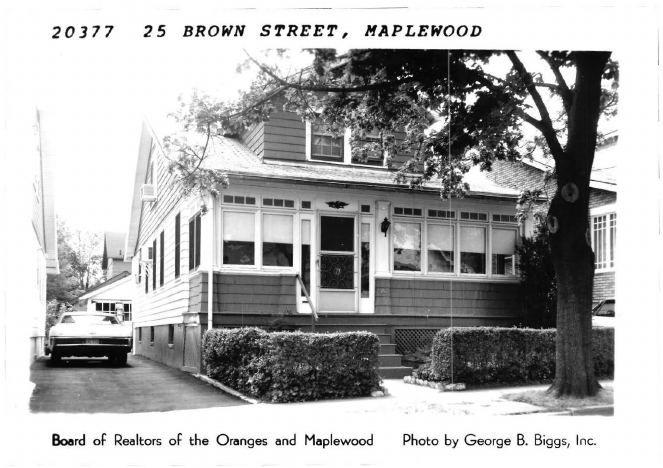 20377 25 BROWN STREET, MAPLEWOOD
Board of Realtors of the Oranges and Maplewood Photo by George B. Biggs, Inc.